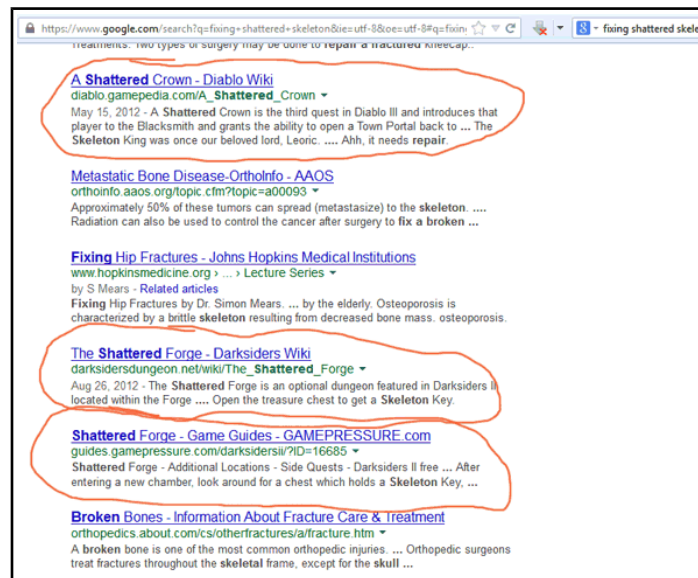 https://www.google.com/search?q=fixing+shattered+skeleton&ie=utf-8&oe=utf-8#q=fixin
fixing shattered skele
Treatments. Two types of surgery may be done to repair a fractured kneecap..
A Shattered Crown - Diablo Wiki
diablo.gamepedia.com/A_Shattered_Crown
May 15, 2012 - A Shattered Crown is the third quest in Diablo III and introduces that
player to the Blacksmith and grants the ability to open a Town Portal back to ... The
Skeleton King was once our beloved lord, Leoric. .... Ahh, it needs repair.
Metastatic Bone Disease-OrthoInfo - AAOS
orthoinfo.aaos.org/topic.cfm?topic=a00093
Approximately 50% of these tumors can spread (metastasize) to the skeleton. ....
Radiation can also be used to control the cancer after surgery to fix a broken ...
Fixing Hip Fractures - Johns Hopkins Medical Institutions
www.hopkinsmedicine.org › ... › Lecture Series
by S Mears - Related articles
Fixing Hip Fractures by Dr. Simon Mears. ... by the elderly. Osteoporosis is
characterized by a brittle skeleton resulting from decreased bone mass. osteoporosis.
The Shattered Forge - Darksiders Wiki
darksidersdungeon.net/wiki/The_Shattered_Forge
Aug 26, 2012 - The Shattered Forge is an optional dungeon featured in Darksiders II
located within the Forge .... Open the treasure chest to get a Skeleton Key.
Shattered Forge - Game Guides - GAMEPRESSURE.com
guides.gamepressure.com/darksidersii/?ID=16685
Shattered Forge - Additional Locations - Side Quests - Darksiders II free ... After
entering a new chamber, look around for a chest which holds a Skeleton Key, ...
Broken Bones - Information About Fracture Care & Treatment
orthopedics.about.com/cs/otherfractures/a/fracture.htm
A broken bone is one of the most common orthopedic injuries. ... Orthopedic surgeons
treat fractures throughout the skeletal frame, except for the skull ...